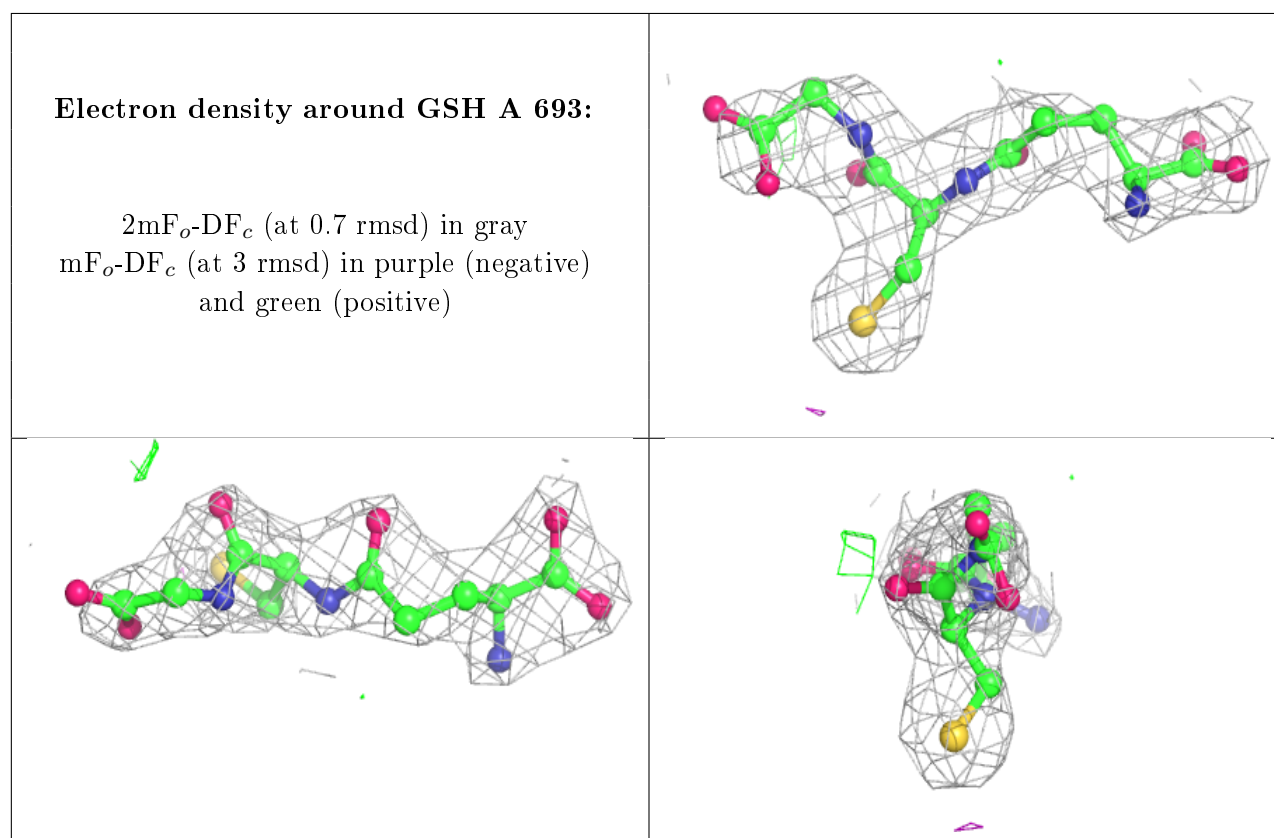 Electron density around GSH A 693:
2mFₒ-DF𝒸 (at 0.7 rmsd) in gray
mFₒ-DF𝒸 (at 3 rmsd) in purple (negative)
and green (positive)